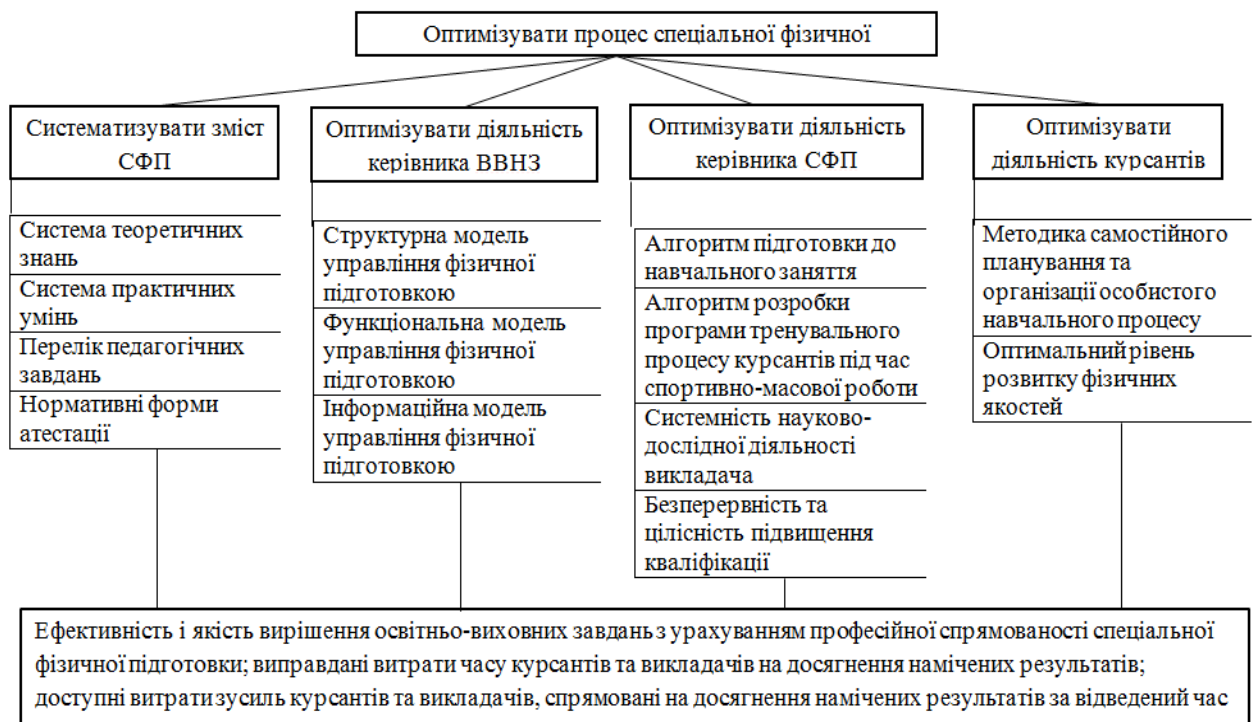 Оптимізувати процес спеціальної фізичної
Систематизувати зміст
СФП
Оптимізувати діяльність
керівника ВВНЗ
Оптимізувати діяльність
керівника СФП
Оптимізувати
діяльність курсантів
Система теоретичних
знань
Система практичних
умінь
Перелік педагогічних
завдань
Нормативні форми
атестації
Структурна модель
управління фізичної
підготовкою
Функціональна модель
управління фізичної
підготовкою
Інформаційна модель
управління фізичної
підготовкою
Алгоритм підготовки до
навчального заняття
Алгоритм розробки
програми тренувального
процесу курсантів під час
спортивно-масової роботи
Системність науково-
дослідної діяльності
викладача
Безперервність та
цілісність підвищення
кваліфікації
Методика самостійного
планування та
організації особистого
навчального процесу
Оптимальний рівень
розвитку фізичних
якостей
Ефективність і якість вирішення освітньо-виховних завдань з урахуванням професійної спрямованості спеціальної
фізичної підготовки; виправдані витрати часу курсантів та викладачів на досягнення намічених результатів;
доступні витрати зусиль курсантів та викладачів, спрямовані на досягнення намічених результатів за відведений час